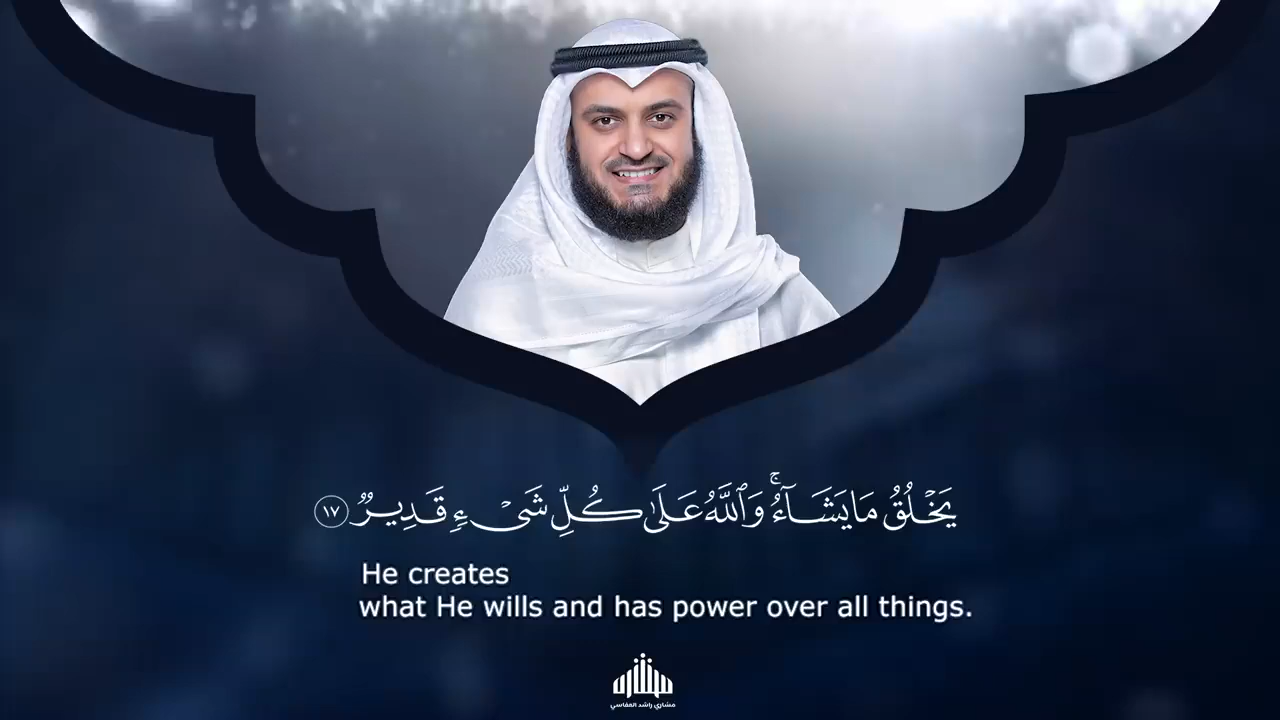 يَخْلُقُ مَا يَشَآءُۚ وَٱللَّهُ عَلَىٰ كُلِّ شَىْءٍ قَدِيرٌ ١٧
He creates
what He wills and has power over all things.
مشاري راشد العفاسي